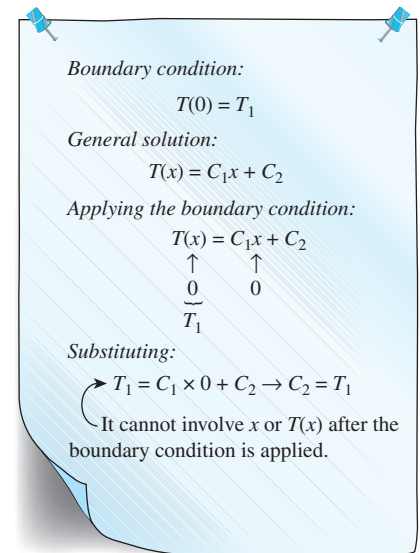 Boundary condition:
T(0) = T₁
General solution:
T(x) = C₁x + C₂
Applying the boundary condition:
T(x) = C₁x + C₂
↑ ↑
0 0
T₁
Substituting:
T₁ = C₁ × 0 + C₂ → C₂ = T₁
It cannot involve x or T(x) after the
boundary condition is applied.